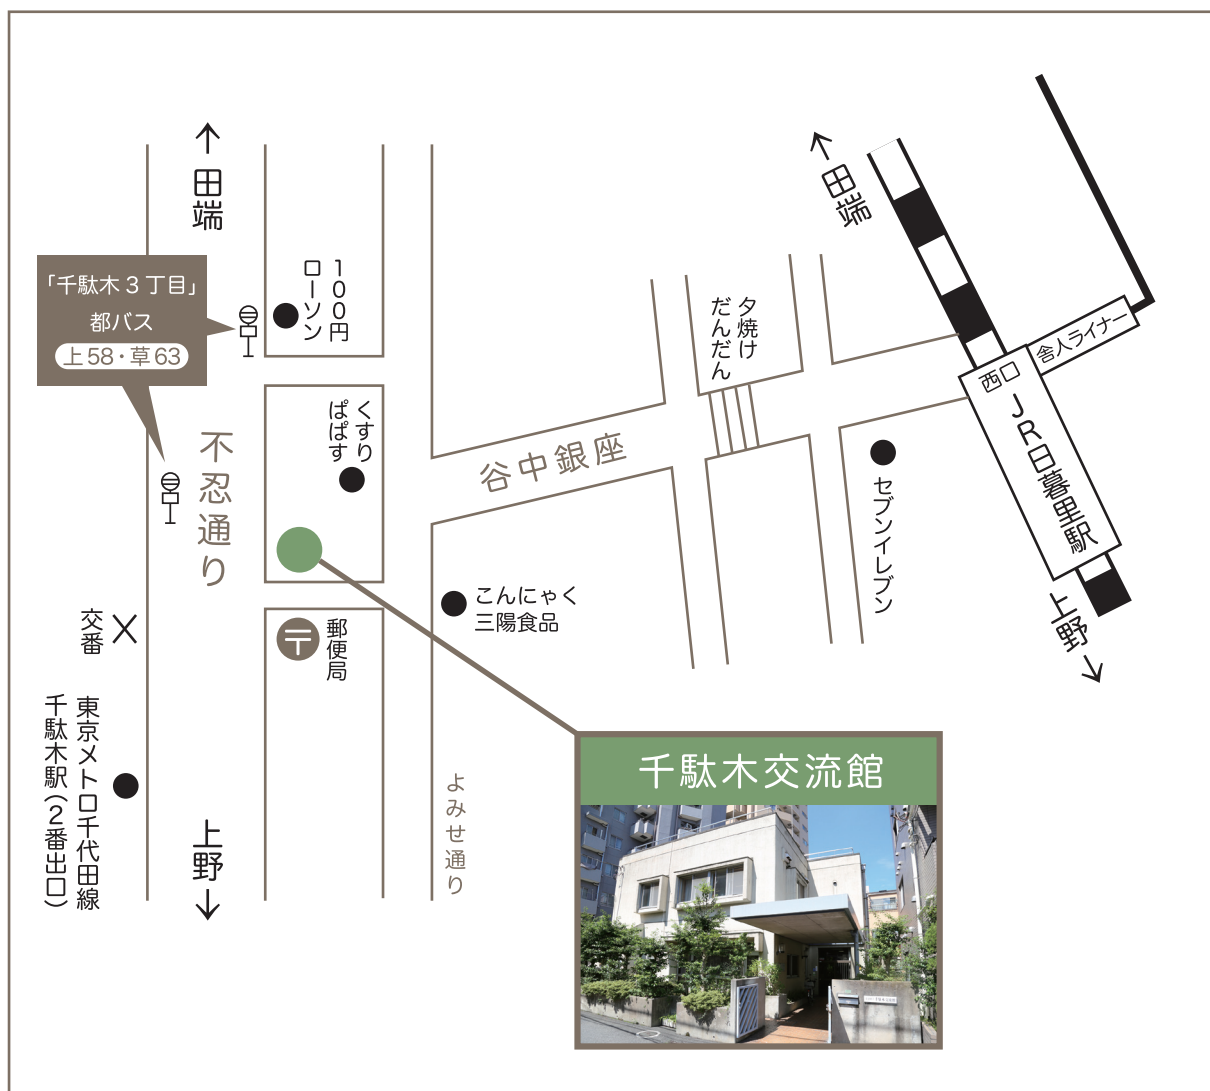 田端
「千駄木3丁目」
都バス
上58・草63
100円
ローソン
くすり
ぱぱす
不忍通り
交番
東京メトロ千代田線
千駄木駅(2番出口)
上野
〒
郵便局
こんにゃく
三陽食品
よみせ通り
谷中銀座
夕焼け
だんだん
セブンイレブン
田端
舎人ライナー
西口
JR日暮里駅
上野
千駄木交流館